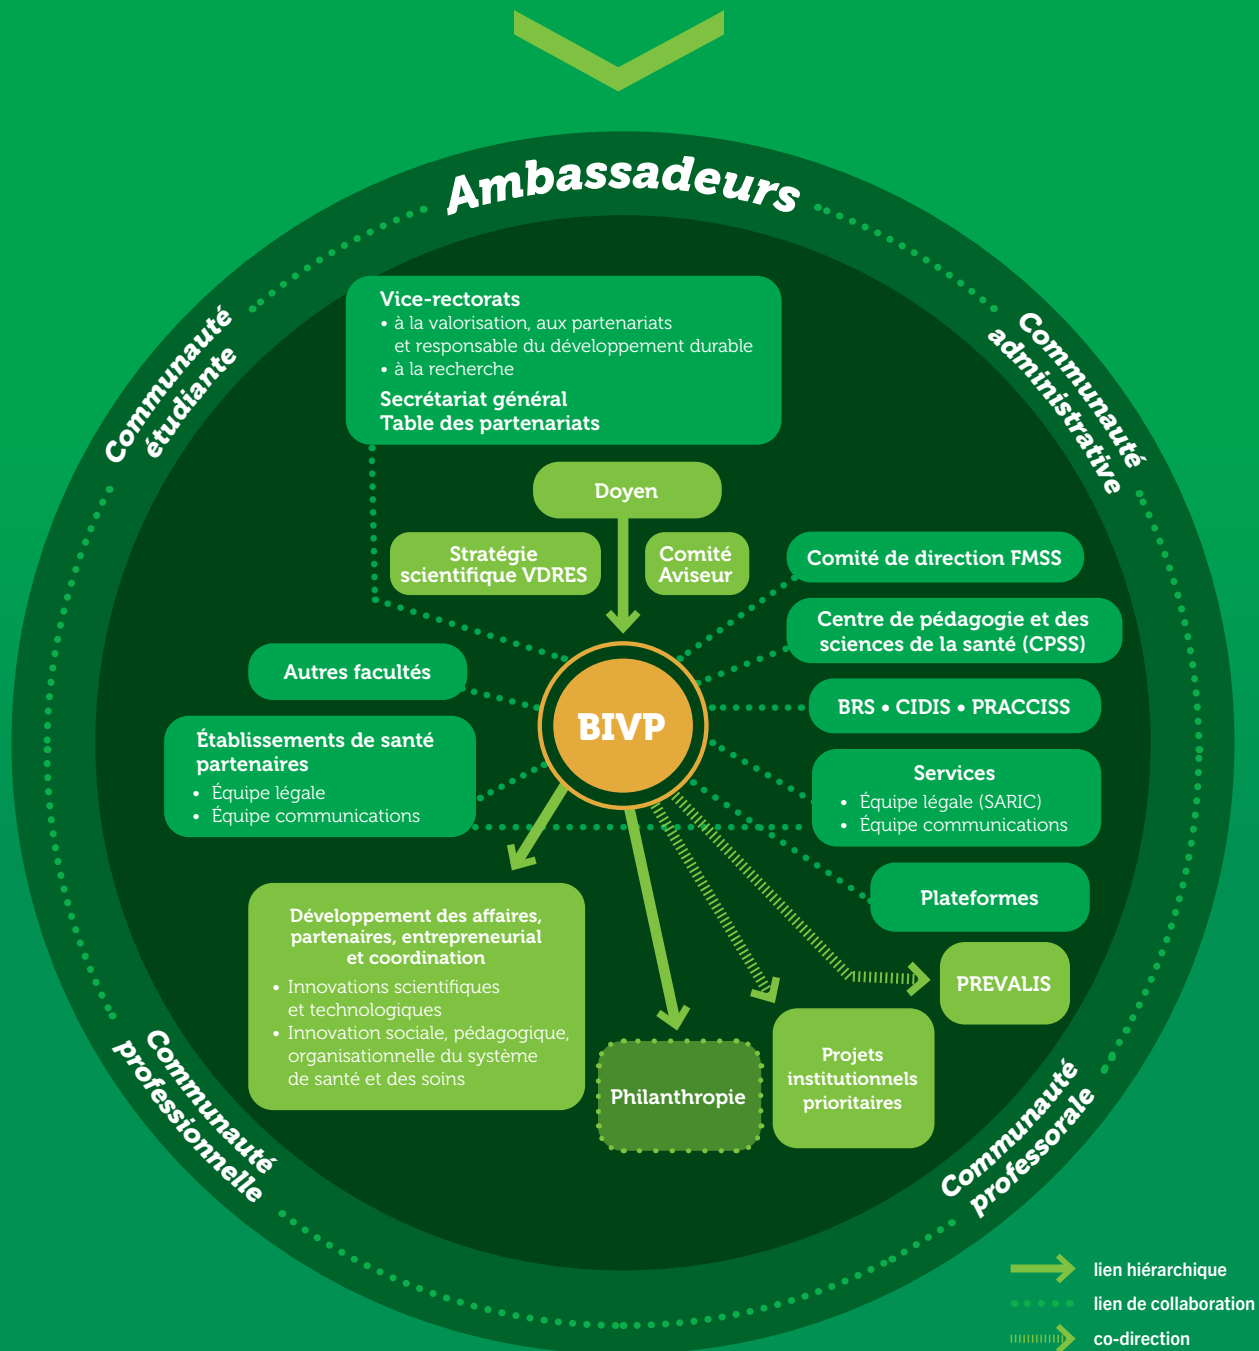 Ambassadeurs
Communauté
étudiante
Communauté
administrative
Vice-rectorats
• à la valorisation, aux partenariats
et responsable du développement durable
• à la recherche
Secrétariat général
Table des partenariats
Doyen
Stratégie
scientifique VDRES
Comité
Aviseur
Comité de direction FMSS
Centre de pédagogie et des
sciences de la santé (CPSS)
Autres facultés
BRS • CIDIS • PRACCISS
BIVP
Établissements de santé
partenaires
• Équipe légale
• Équipe communications
Services
• Équipe légale (SARIC)
• Équipe communications
Plateformes
Développement des affaires,
partenaires, entrepreneurial
et coordination
• Innovations scientifiques
et technologiques
• Innovation sociale, pédagogique,
organisationnelle du système
de santé et des soins
PREVALIS
Philanthropie
Projets
institutionnels
prioritaires
Communauté
professionnelle
Communauté
professorale
lien hiérarchique
lien de collaboration
co-direction